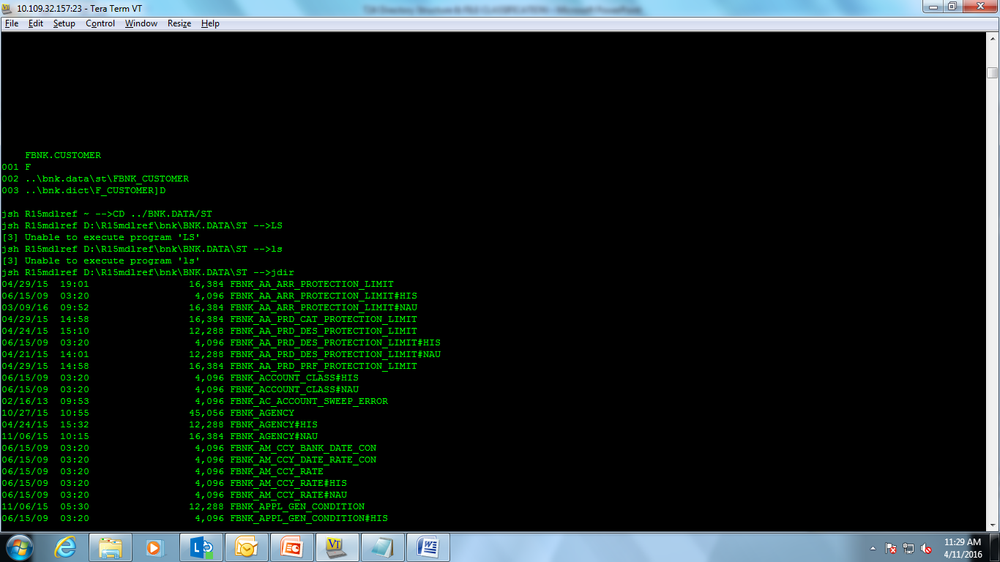 10.109.32.157:23 - Tera Term VT
File Edit Setup Control Window Resize Help
FBNK.CUSTOMER
001 F
002 ..\bnk.data\st\FBNK_CUSTOMER
003 ..\bnk.dict\F_CUSTOMER]D
jsh R15mdlref ~ -->CD ../BNK.DATA/ST
jsh R15mdlref D:\R15mdlref\bnk\BNK.DATA\ST -->LS
[3] Unable to execute program 'LS'
jsh R15mdlref D:\R15mdlref\bnk\BNK.DATA\ST -->ls
[3] Unable to execute program 'ls'
jsh R15mdlref D:\R15mdlref\bnk\BNK.DATA\ST -->jdir
04/29/15 19:01 16,384 FBNK_AA_ARR_PROTECTION_LIMIT
06/15/09 03:20 4,096 FBNK_AA_ARR_PROTECTION_LIMIT#HIS
03/09/16 09:52 16,384 FBNK_AA_ARR_PROTECTION_LIMIT#NAU
04/29/15 14:58 16,384 FBNK_AA_PRD_CAT_PROTECTION_LIMIT
04/24/15 15:10 12,288 FBNK_AA_PRD_DES_PROTECTION_LIMIT
06/15/09 03:20 4,096 FBNK_AA_PRD_DES_PROTECTION_LIMIT#HIS
04/21/15 14:01 12,288 FBNK_AA_PRD_DES_PROTECTION_LIMIT#NAU
04/29/15 14:58 16,384 FBNK_AA_PRD_PRF_PROTECTION_LIMIT
06/15/09 03:20 4,096 FBNK_ACCOUNT_CLASS#HIS
06/15/09 03:20 4,096 FBNK_ACCOUNT_CLASS#NAU
02/16/13 09:53 4,096 FBNK_AC_ACCOUNT_SWEEP_ERROR
10/27/15 10:55 45,056 FBNK_AGENCY
04/24/15 15:32 12,288 FBNK_AGENCY#HIS
11/06/15 10:15 16,384 FBNK_AGENCY#NAU
06/15/09 03:20 4,096 FBNK_AM_CCY_BANK_DATE_CON
06/15/09 03:20 4,096 FBNK_AM_CCY_DATE_RATE_CON
06/15/09 03:20 4,096 FBNK_AM_CCY_RATE
06/15/09 03:20 4,096 FBNK_AM_CCY_RATE#HIS
06/15/09 03:20 4,096 FBNK_AM_CCY_RATE#NAU
11/06/15 05:30 12,288 FBNK_APPL_GEN_CONDITION
06/15/09 03:20 4,096 FBNK_APPL_GEN_CONDITION#HIS
11:29 AM
4/11/2016